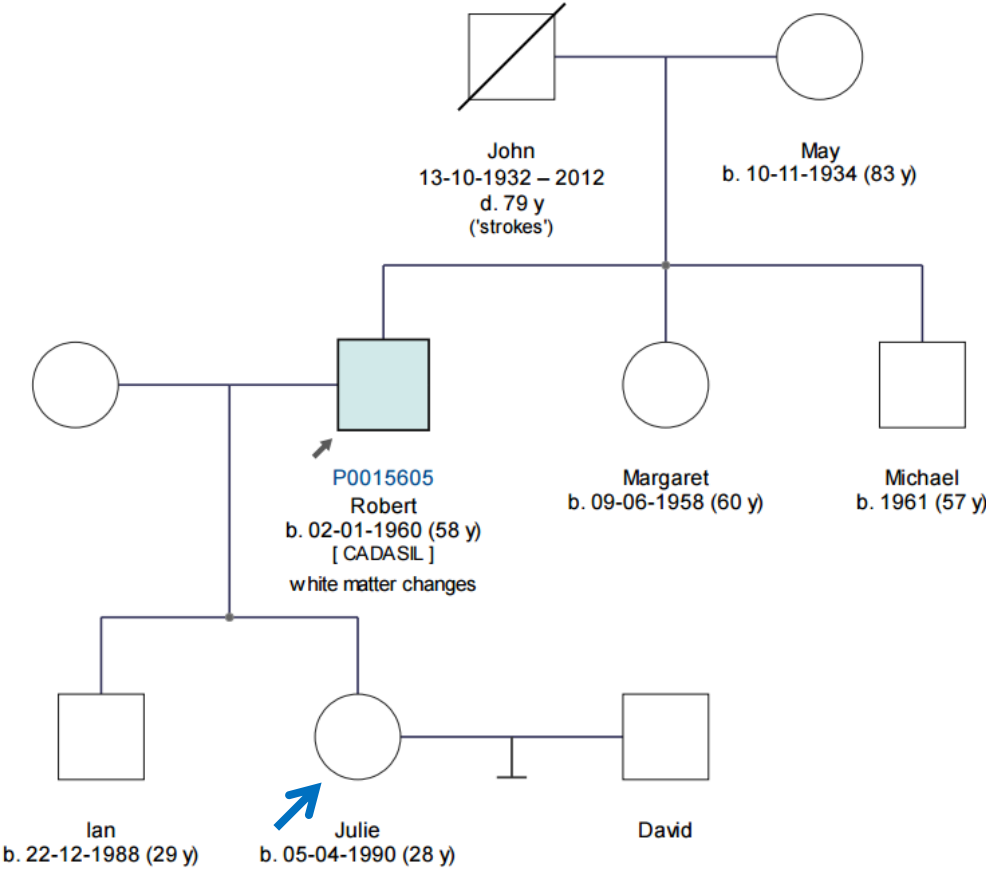 John
13-10-1932 – 2012
d. 79 y
('strokes')
May
b. 10-11-1934 (83 y)
P0015605
Robert
b. 02-01-1960 (58 y)
[ CADASIL ]
white matter changes
Margaret
b. 09-06-1958 (60 y)
Michael
b. 1961 (57 y)
Ian
b. 22-12-1988 (29 y)
Julie
b. 05-04-1990 (28 y)
David